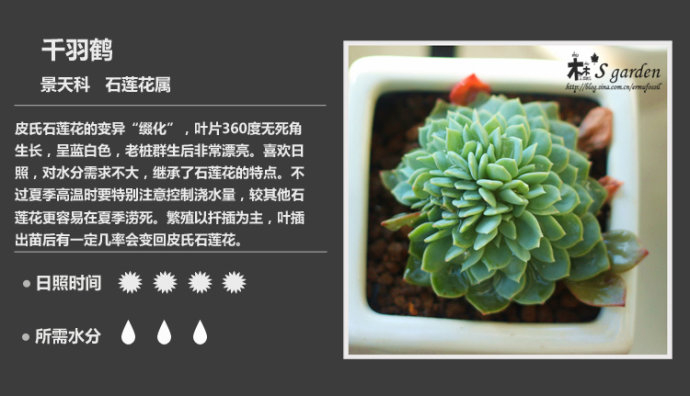 千羽鹤
景天科 石莲花属
皮氏石莲花的变异“缀化”，叶片360度无死角
生长，呈蓝白色，老桩群生后非常漂亮。喜欢日
照，对水分需求不大，继承了石莲花的特点。不
过夏季高温时要特别注意控制浇水量，较其他石
莲花更容易在夏季涝死。繁殖以扦插为主，叶插
出苗后有一定几率会变回皮氏石莲花。
日照时间
所需水分
's garden
http://blog.sina.com.cn/ermufossil